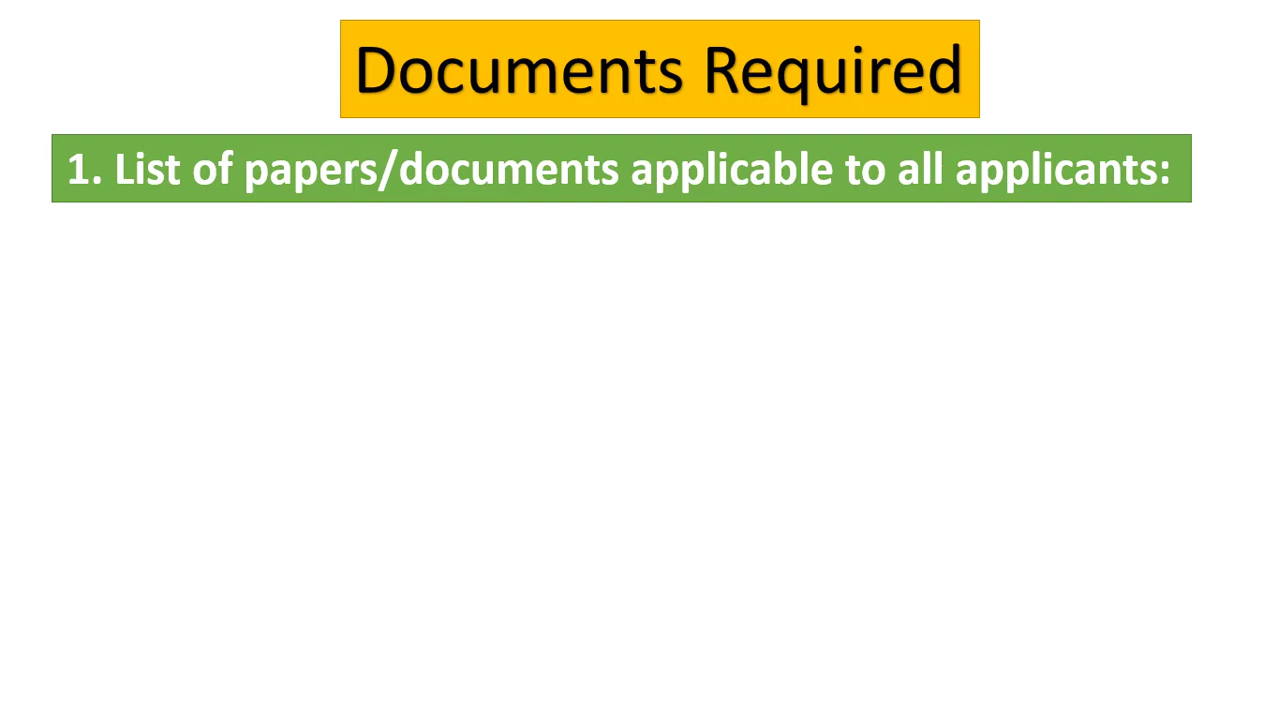 Documents Required
1. List of papers/documents applicable to all applicants: